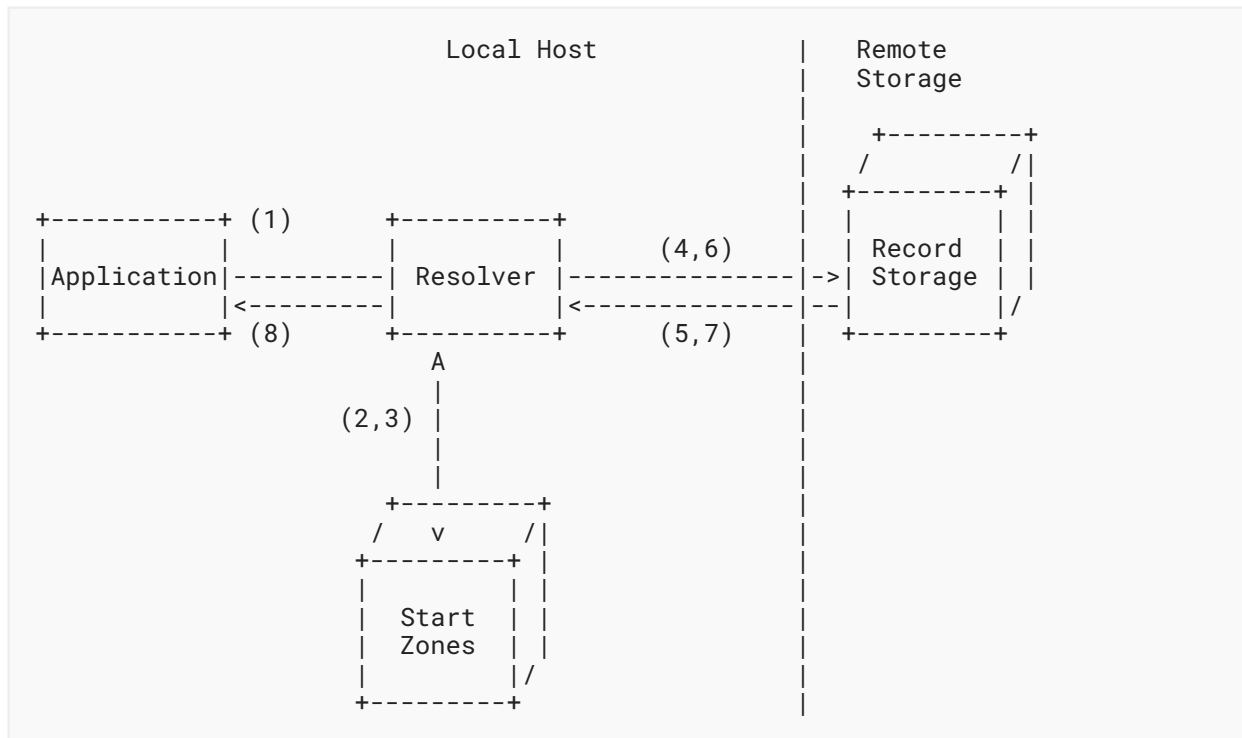 Local Host Remote
Storage
(1)
(4,6) Record
Application Resolver Storage
(8) (5,7)
A
(2,3)
v
Start
Zones